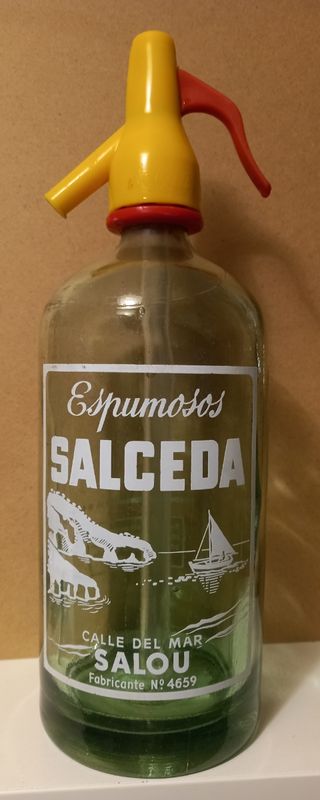 Espumosos
SALCEDA
CALLE DEL MAR
SALOU
Fabricante Nº 4659